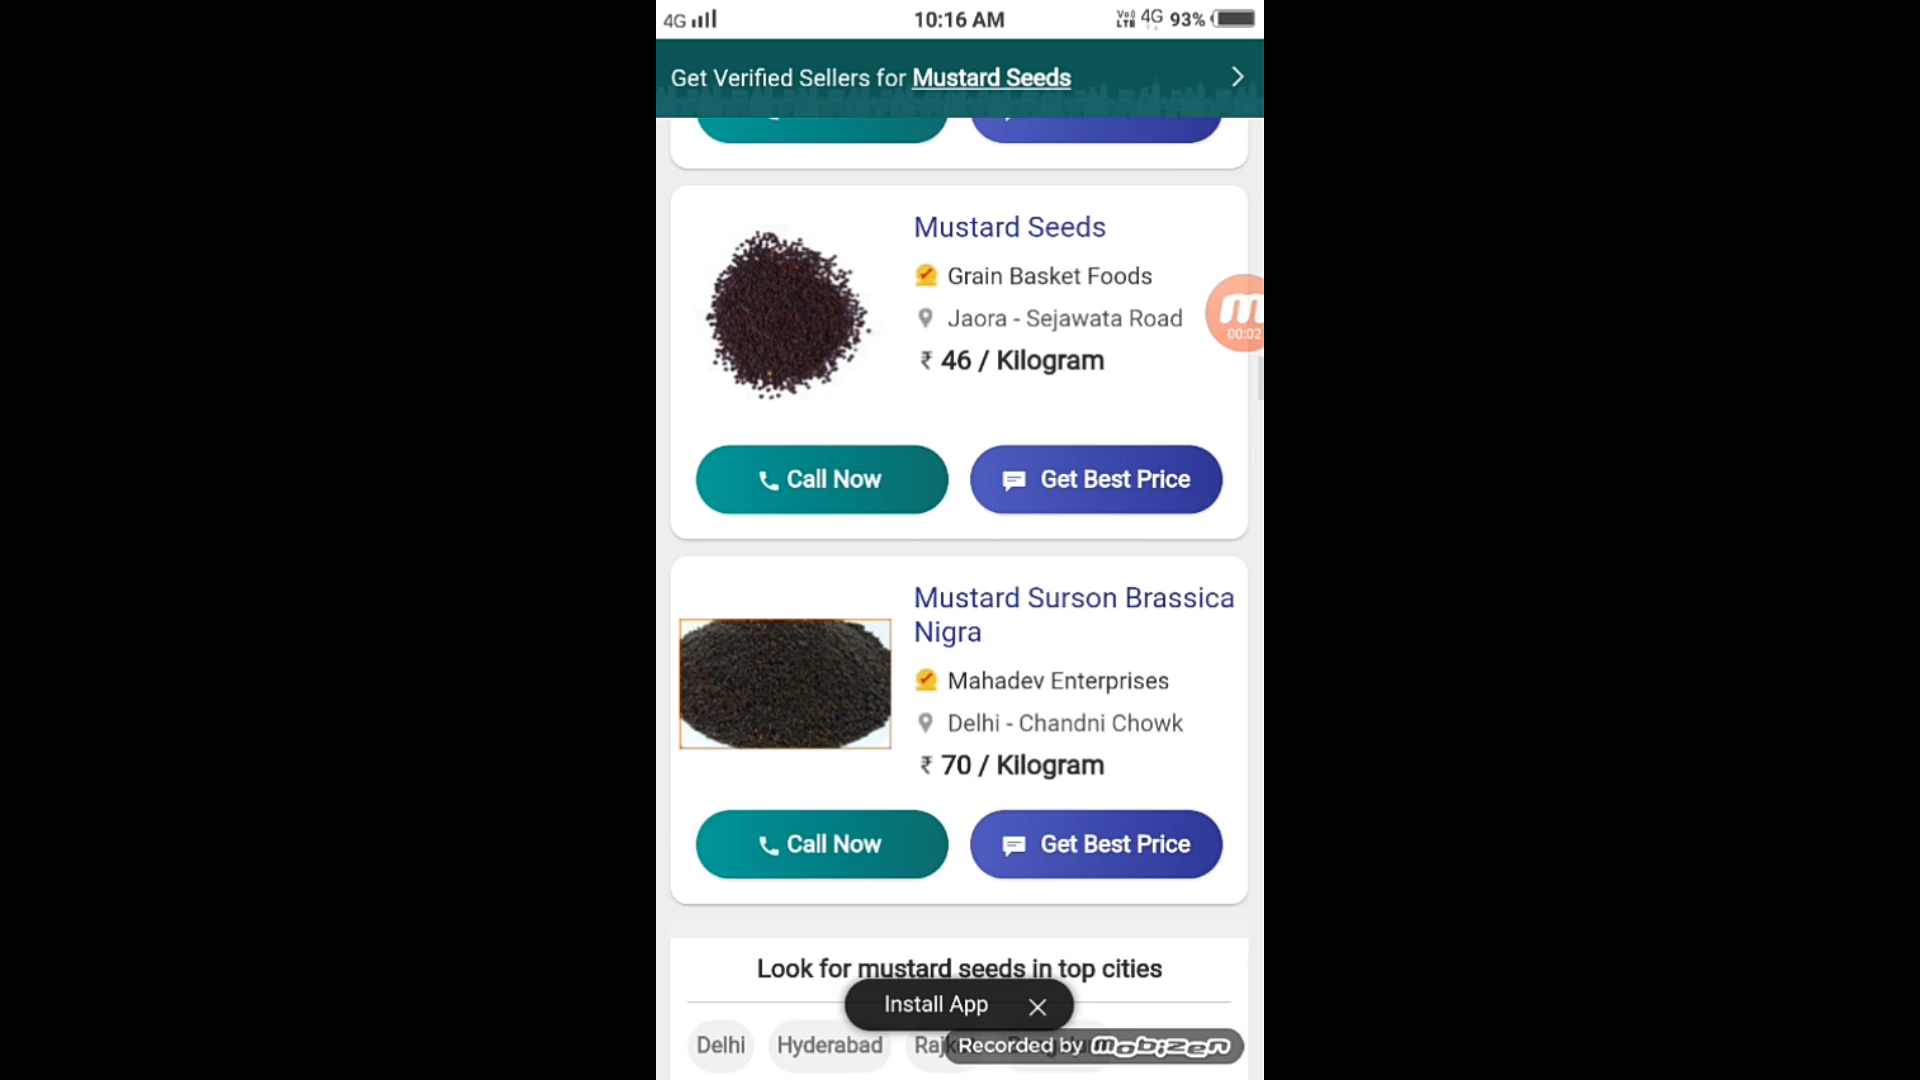 4G 10:16 AM Vo) LTE 4G 93%
Get Verified Sellers for Mustard Seeds
Mustard Seeds
Grain Basket Foods
Jaora - Sejawata Road
₹ 46 / Kilogram
m
00:02
Call Now Get Best Price
Mustard Surson Brassica
Nigra
Mahadev Enterprises
Delhi - Chandni Chowk
₹ 70 / Kilogram
Call Now Get Best Price
Look for mustard seeds in top cities
Install App
Delhi Hyderabad
Recorded by mobizen